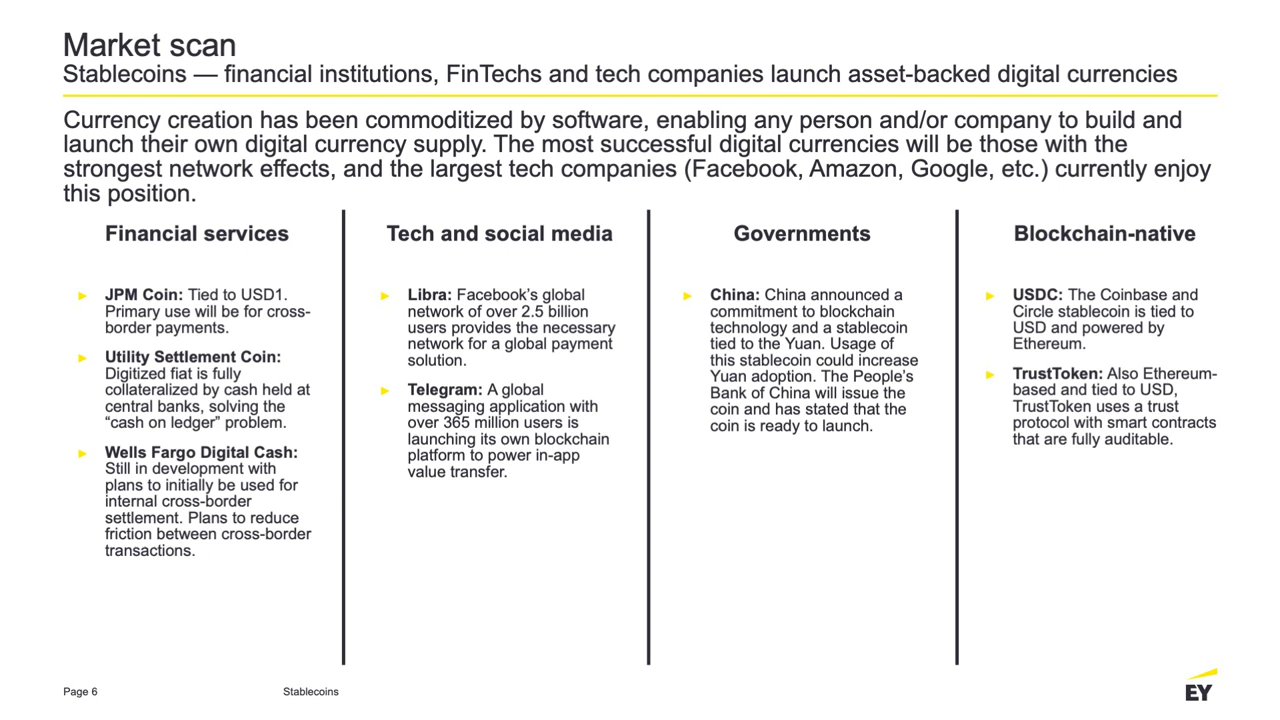 Market scan
Stablecoins — financial institutions, FinTechs and tech companies launch asset-backed digital currencies
Currency creation has been commoditized by software, enabling any person and/or company to build and
launch their own digital currency supply. The most successful digital currencies will be those with the
strongest network effects, and the largest tech companies (Facebook, Amazon, Google, etc.) currently enjoy
this position.
Financial services
► JPM Coin: Tied to USD1.
Primary use will be for cross-
border payments.
► Utility Settlement Coin:
Digitized fiat is fully
collateralized by cash held at
central banks, solving the
“cash on ledger” problem.
► Wells Fargo Digital Cash:
Still in development with
plans to initially be used for
internal cross-border
settlement. Plans to reduce
friction between cross-border
transactions.
Tech and social media
► Libra: Facebook’s global
network of over 2.5 billion
users provides the necessary
network for a global payment
solution.
► Telegram: A global
messaging application with
over 365 million users is
launching its own blockchain
platform to power in-app
value transfer.
Governments
► China: China announced a
commitment to blockchain
technology and a stablecoin
tied to the Yuan. Usage of
this stablecoin could increase
Yuan adoption. The People’s
Bank of China will issue the
coin and has stated that the
coin is ready to launch.
Blockchain-native
► USDC: The Coinbase and
Circle stablecoin is tied to
USD and powered by
Ethereum.
► TrustToken: Also Ethereum-
based and tied to USD,
TrustToken uses a trust
protocol with smart contracts
that are fully auditable.
Page 6
Stablecoins
EY